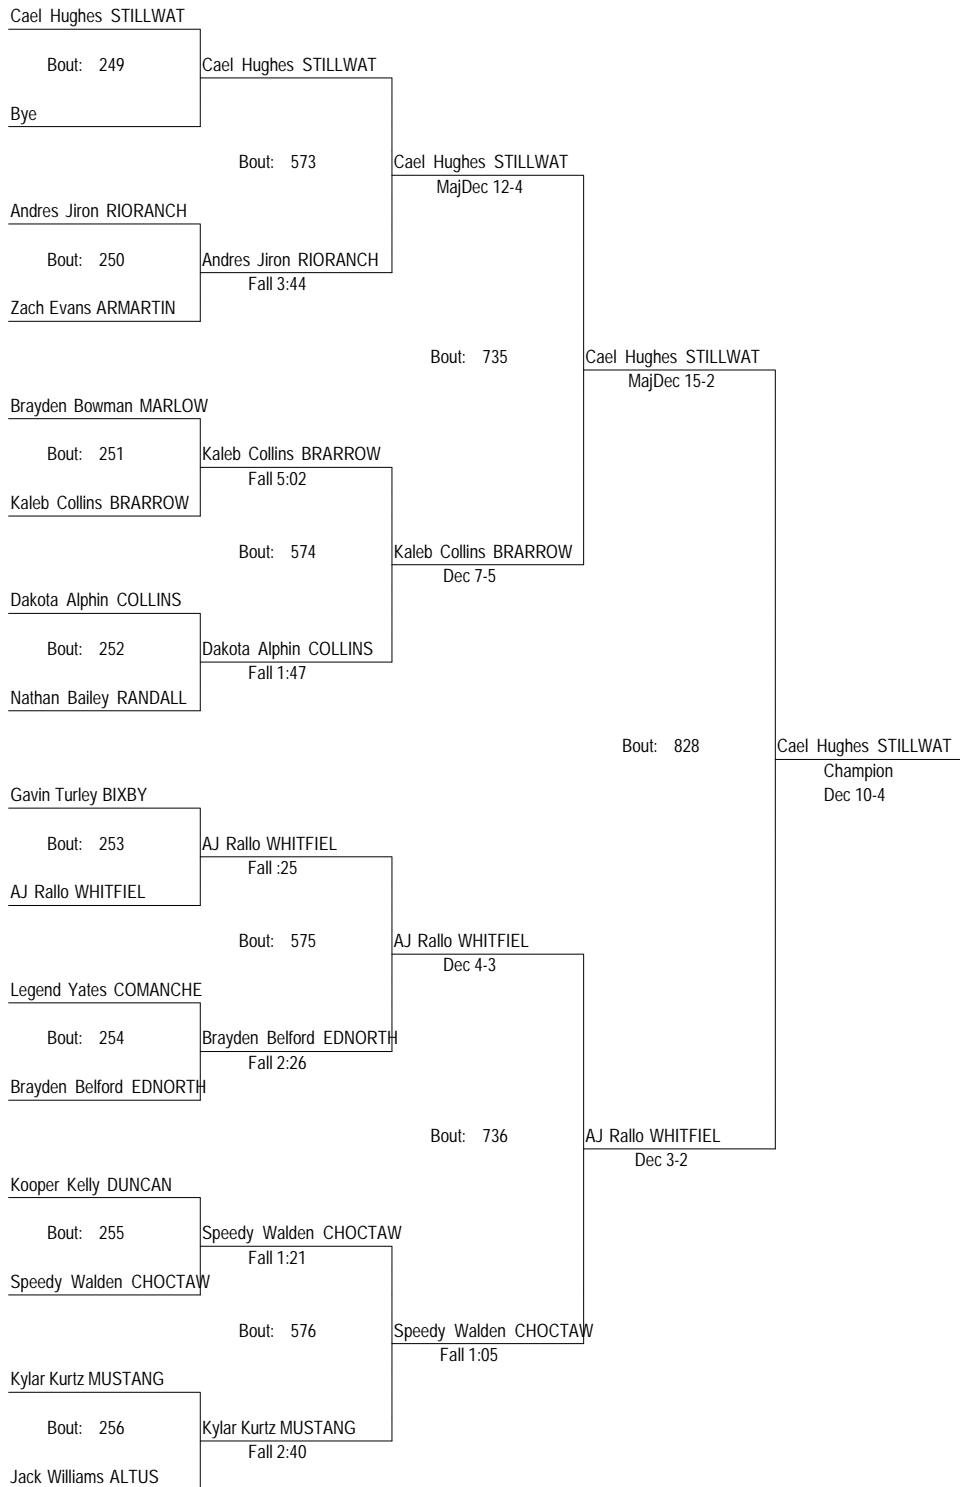 Cael Hughes STILLWAT
Bout: 249
Cael Hughes STILLWAT
Bye
Bout: 573
Cael Hughes STILLWAT
MajDec 12-4
Andres Jiron RIORANCH
Bout: 250
Andres Jiron RIORANCH
Fall 3:44
Zach Evans ARMARTIN
Bout: 735
Cael Hughes STILLWAT
MajDec 15-2
Brayden Bowman MARLOW
Bout: 251
Kaleb Collins BRARROW
Fall 5:02
Kaleb Collins BRARROW
Bout: 574
Kaleb Collins BRARROW
Dec 7-5
Dakota Alphin COLLINS
Bout: 252
Dakota Alphin COLLINS
Fall 1:47
Nathan Bailey RANDALL
Bout: 828
Cael Hughes STILLWAT
Champion
Dec 10-4
Gavin Turley BIXBY
Bout: 253
AJ Rallo WHITFIEL
Fall :25
AJ Rallo WHITFIEL
Bout: 575
AJ Rallo WHITFIEL
Dec 4-3
Legend Yates COMANCHE
Bout: 254
Brayden Belford EDNORTH
Fall 2:26
Brayden Belford EDNORTH
Bout: 736
AJ Rallo WHITFIEL
Dec 3-2
Kooper Kelly DUNCAN
Bout: 255
Speedy Walden CHOCTAW
Fall 1:21
Speedy Walden CHOCTAW
Bout: 576
Speedy Walden CHOCTAW
Fall 1:05
Kylar Kurtz MUSTANG
Bout: 256
Kylar Kurtz MUSTANG
Fall 2:40
Jack Williams ALTUS